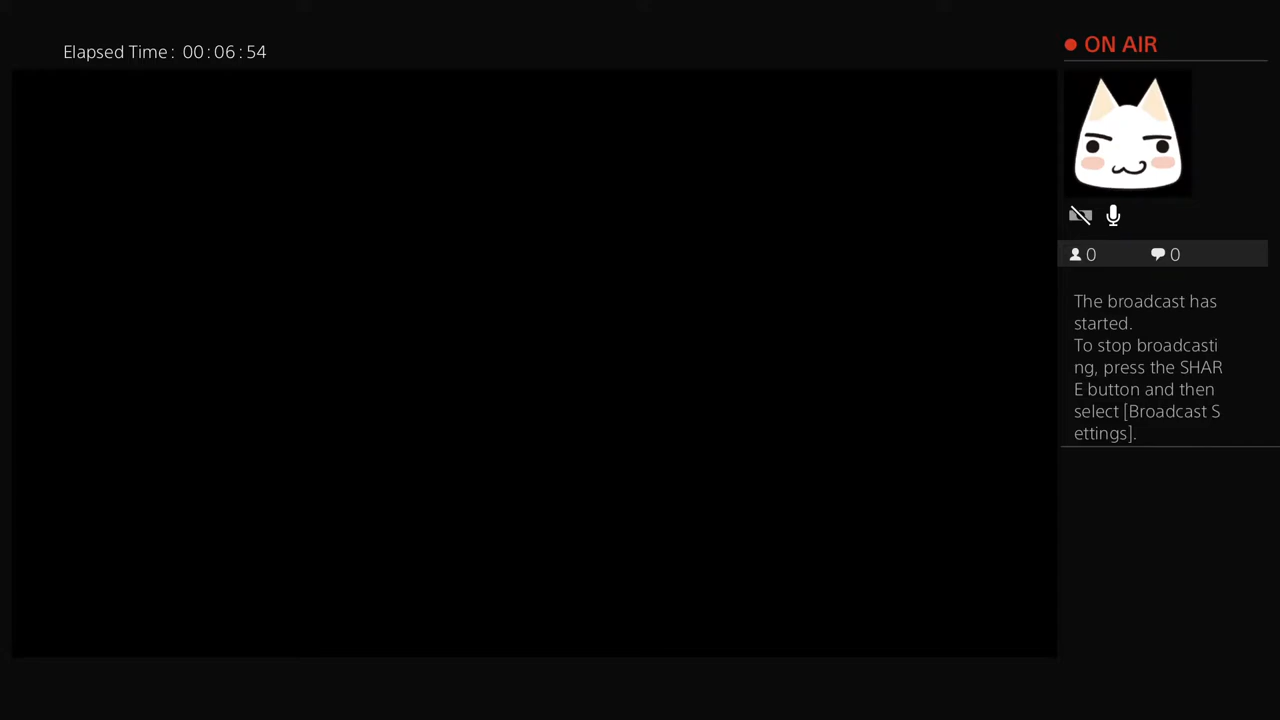 Elapsed Time: 00:06:54
ON AIR
0 0
The broadcast has
started.
To stop broadcasti
ng, press the SHAR
E button and then
select [Broadcast S
ettings].